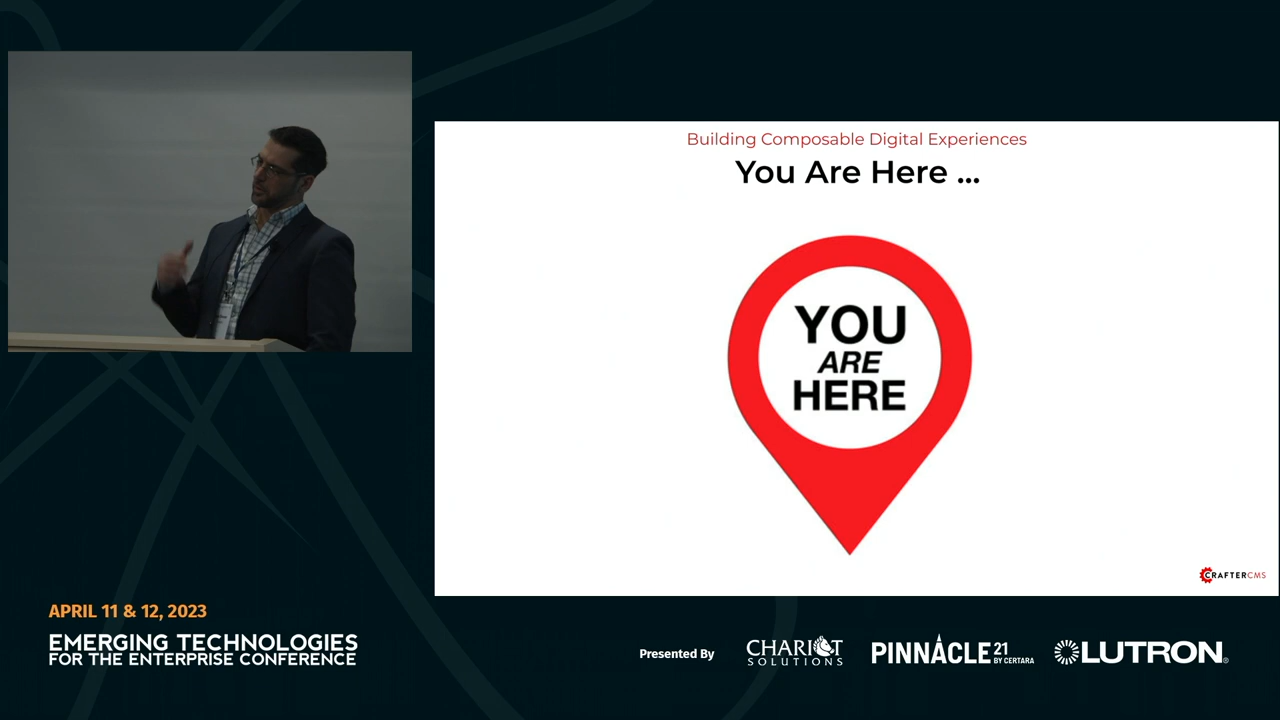 Building Composable Digital Experiences
You Are Here ...
YOU
ARE
HERE
CRAFTERCMS
APRIL 11 & 12, 2023
EMERGING TECHNOLOGIES
FOR THE ENTERPRISE CONFERENCE
Presented By
CHARIOT
SOLUTIONS
PINNACLE 21
BY CERTARA
LUTRON®